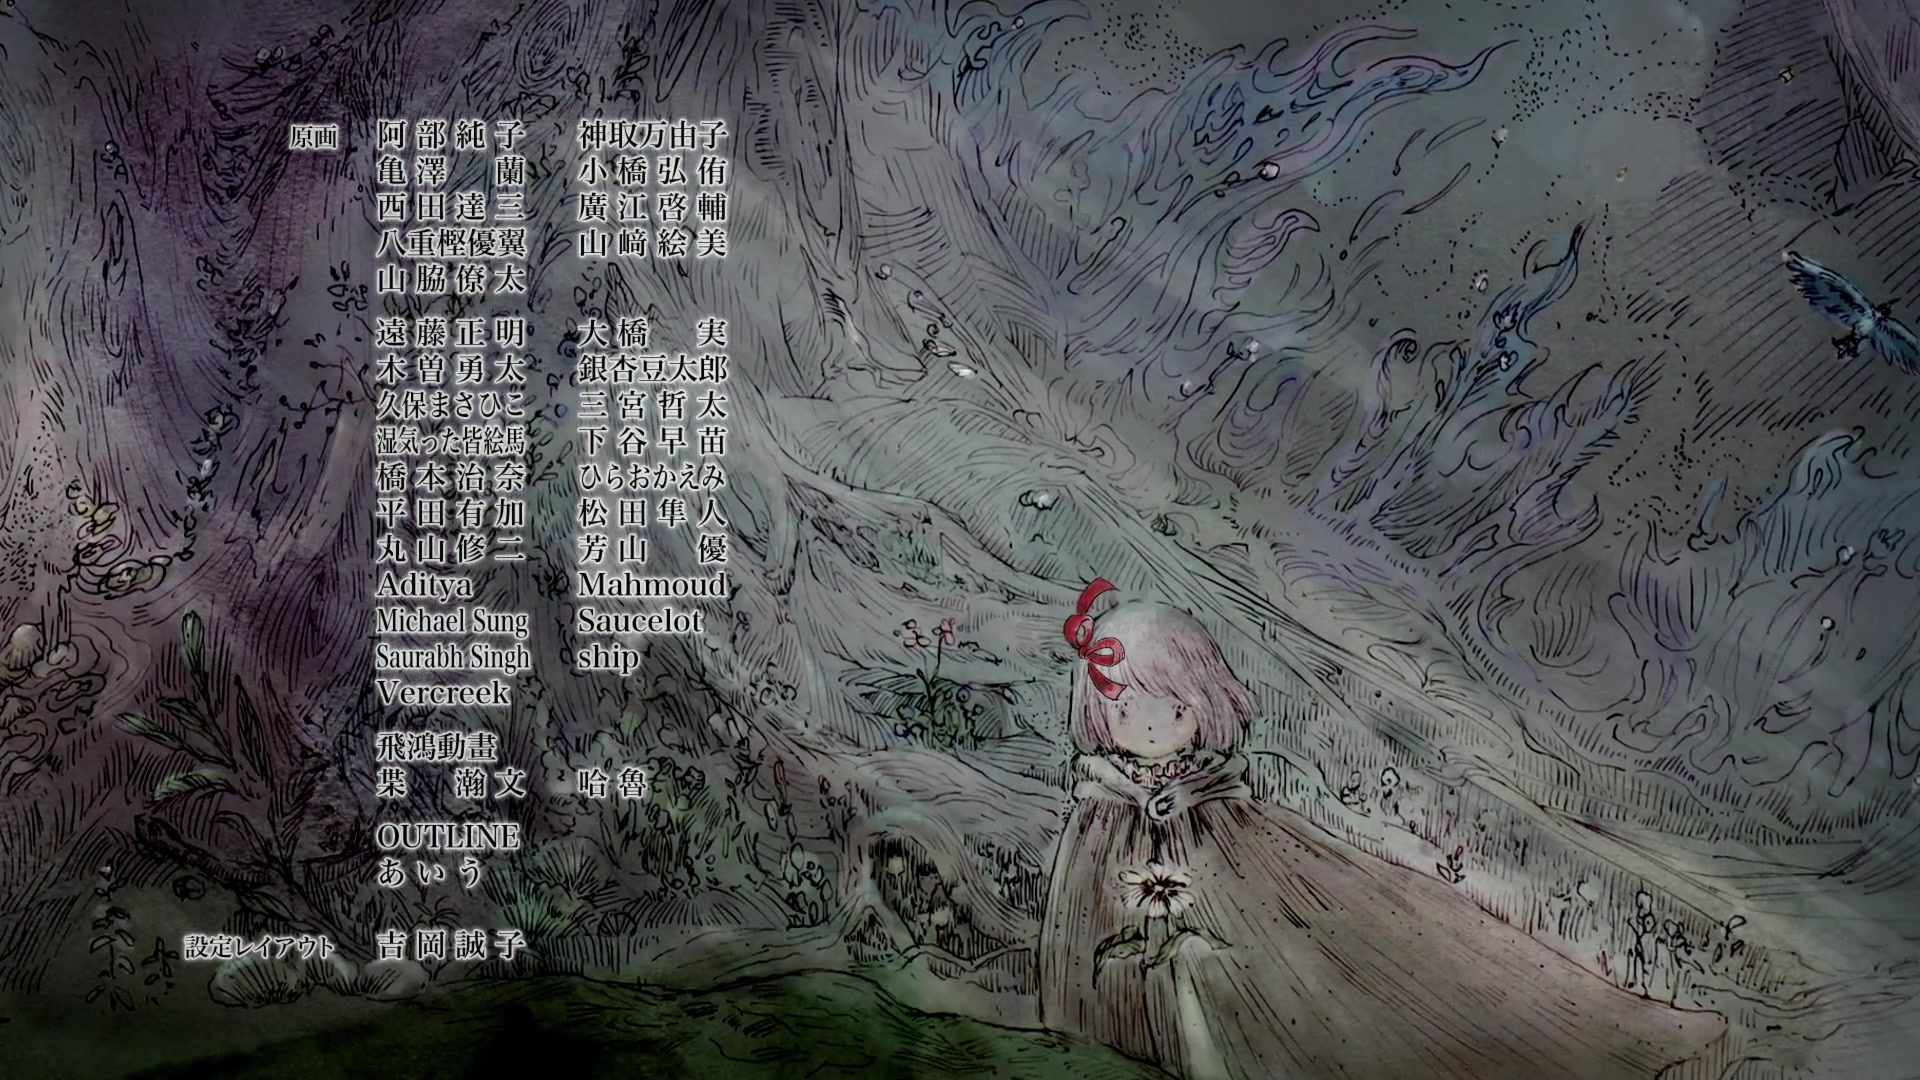 原画 阿部純子 神取万由子
亀澤蘭 小橋弘侑
西田達三 廣江啓輔
八重樫優翼 山﨑絵美
山脇僚太
遠藤正明 大橋実
木曽勇太 銀杏豆太郎
久保まさひこ 三宮哲太
湿気った皆絵馬 下谷早苗
橋本治奈 ひらおかえみ
平田有加 松田隼人
丸山修二 芳山優
Aditya Mahmoud
Michael Sung Saucelot
Saurabh Singh ship
Vercreek
飛鴻動畫
瀚文 哈魯
OUTLINE
あいう
設定レイアウト 吉岡誠子